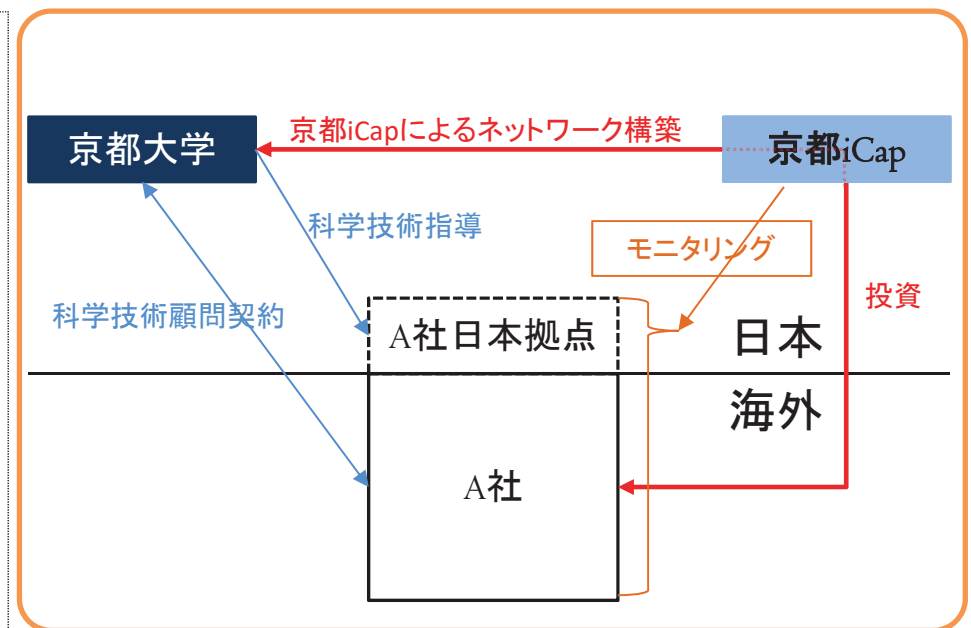 京都iCapによるネットワーク構築
京都大学
京都iCap
科学技術指導
モニタリング
投資
科学技術顧問契約
A社日本拠点
日本
海外
A社